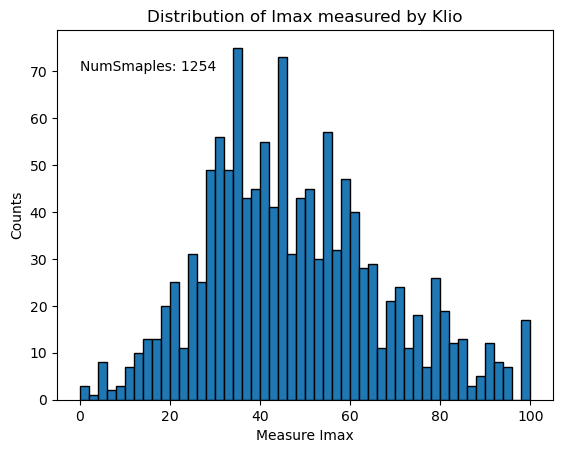 Distribution of Imax measured by Klio
NumSmaples: 1254
70
60
50
40
30
20
10
0
Counts
0 20 40 60 80 100
Measure Imax